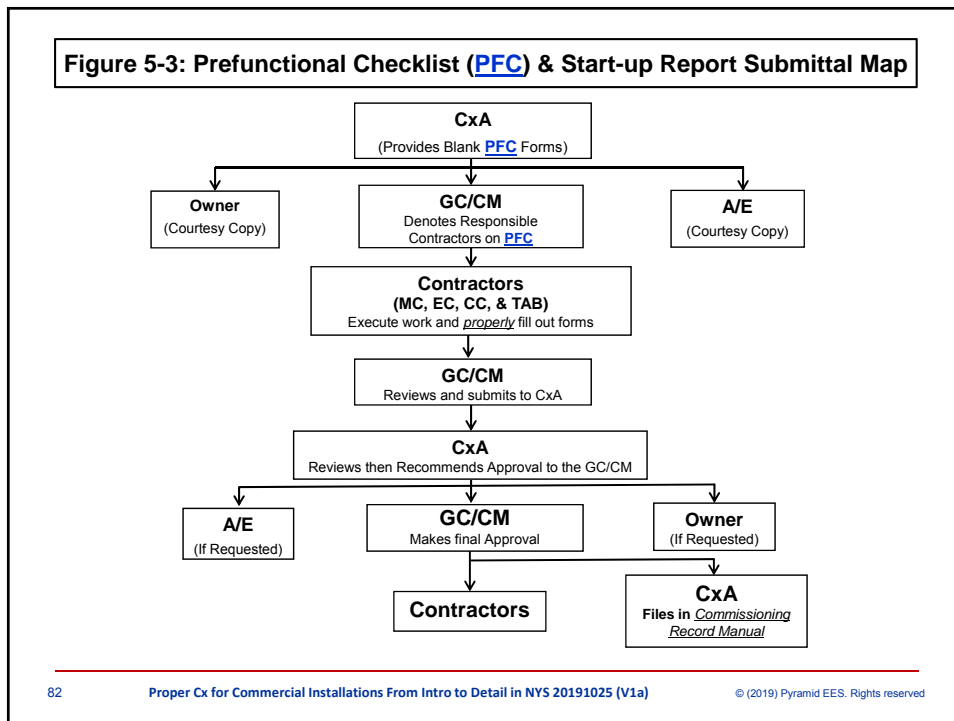 Figure 5-3: Prefunctional Checklist (PFC) & Start-up Report Submittal Map
CxA
(Provides Blank PFC Forms)
Owner
(Courtesy Copy)
GC/CM
Denotes Responsible
Contractors on PFC
A/E
(Courtesy Copy)
Contractors
(MC, EC, CC, & TAB)
Execute work and properly fill out forms
GC/CM
Reviews and submits to CxA
CxA
Reviews then Recommends Approval to the GC/CM
A/E
(If Requested)
GC/CM
Makes final Approval
Owner
(If Requested)
Contractors
CxA
Files in Commissioning
Record Manual
82 Proper Cx for Commercial Installations From Intro to Detail in NYS 20191025 (V1a) © (2019) Pyramid EES. Rights reserved